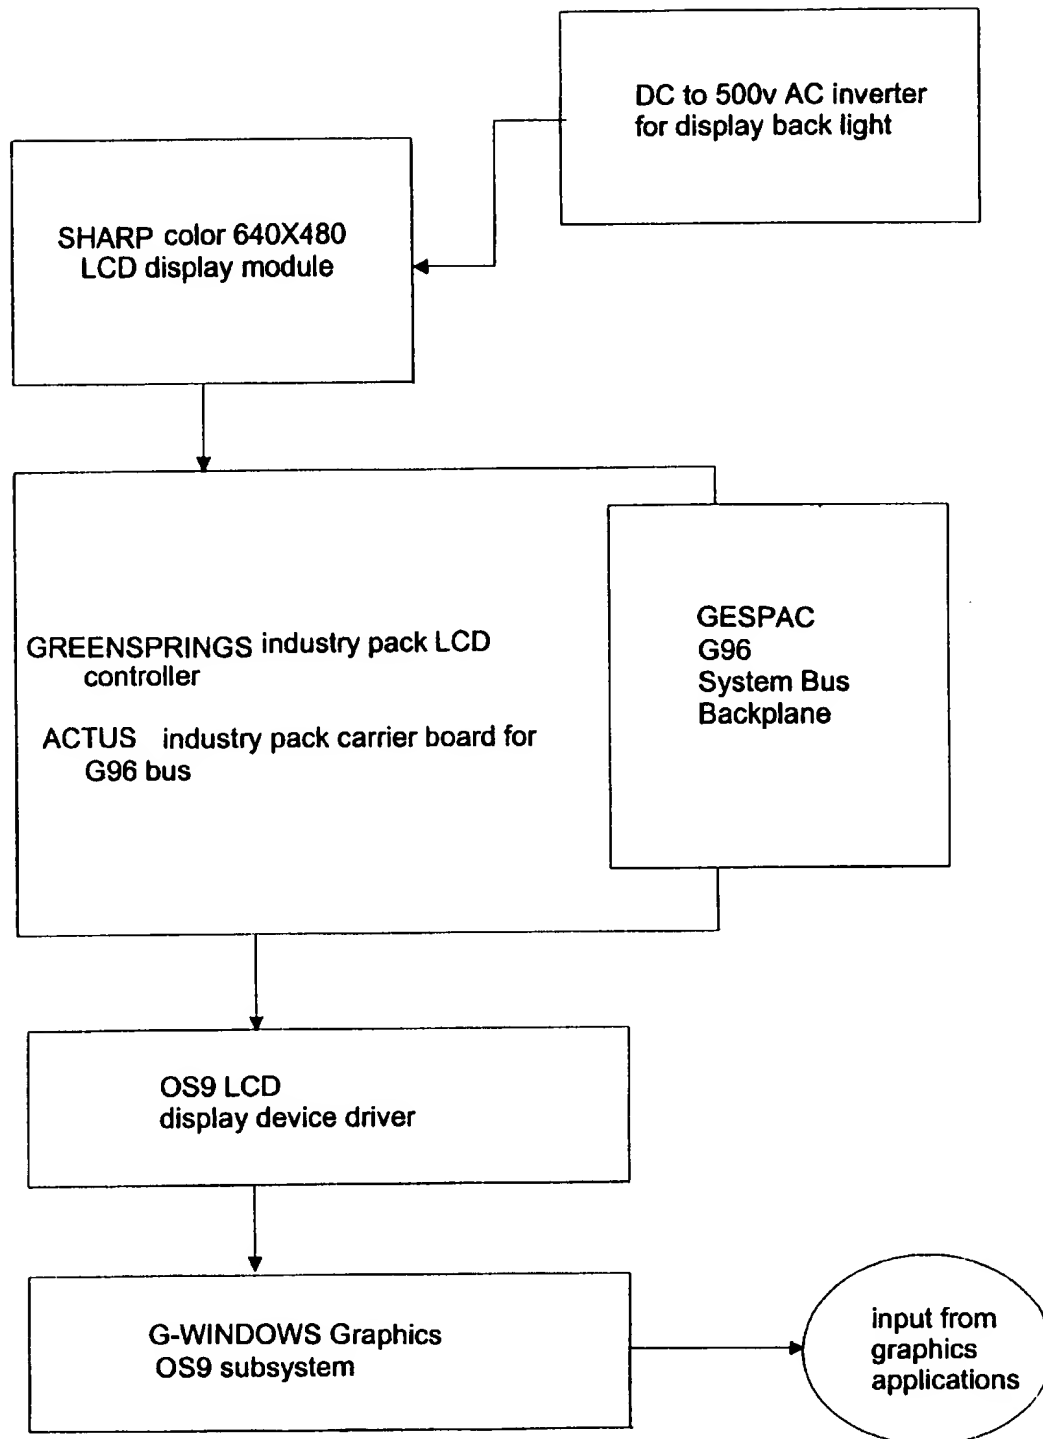 DC to 500v AC inverter
for display back light
SHARP color 640X480
LCD display module
GREENSPRINGS industry pack LCD
controller
ACTUS industry pack carrier board for
G96 bus
GESPAC
G96
System Bus
Backplane
OS9 LCD
display device driver
G-WINDOWS Graphics
OS9 subsystem
input from
graphics
applications